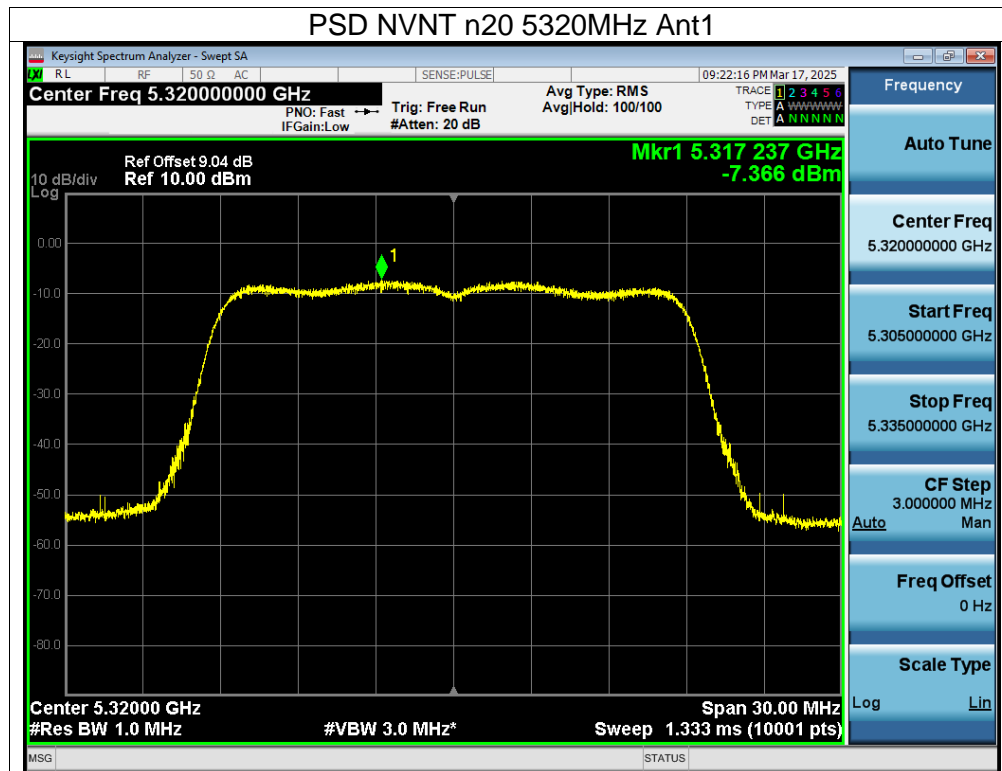 PSD NVNT n20 5320MHz Ant1
Keysight Spectrum Analyzer - Swept SA
LXI RL RF 50 Ω AC SENSE:PULSE 09:22:16 PM Mar 17, 2025
Center Freq 5.320000000 GHz
PNO: Fast
IFGain:Low
Trig: Free Run
#Atten: 20 dB
Avg Type: RMS
Avg|Hold: 100/100
TRACE 1 2 3 4 5 6
TYPE A WWWWW
DET A N N N N N
Ref Offset 9.04 dB
10 dB/div Ref 10.00 dBm
Log
Mkr1 5.317 237 GHz
-7.366 dBm
1
0.00
-10.0
-20.0
-30.0
-40.0
-50.0
-60.0
-70.0
-80.0
Center 5.32000 GHz Span 30.00 MHz
#Res BW 1.0 MHz #VBW 3.0 MHz* Sweep 1.333 ms (10001 pts)
MSG STATUS
Frequency
Auto Tune
Center Freq
5.320000000 GHz
Start Freq
5.305000000 GHz
Stop Freq
5.335000000 GHz
CF Step
3.000000 MHz
Auto Man
Freq Offset
0 Hz
Scale Type
Log Lin